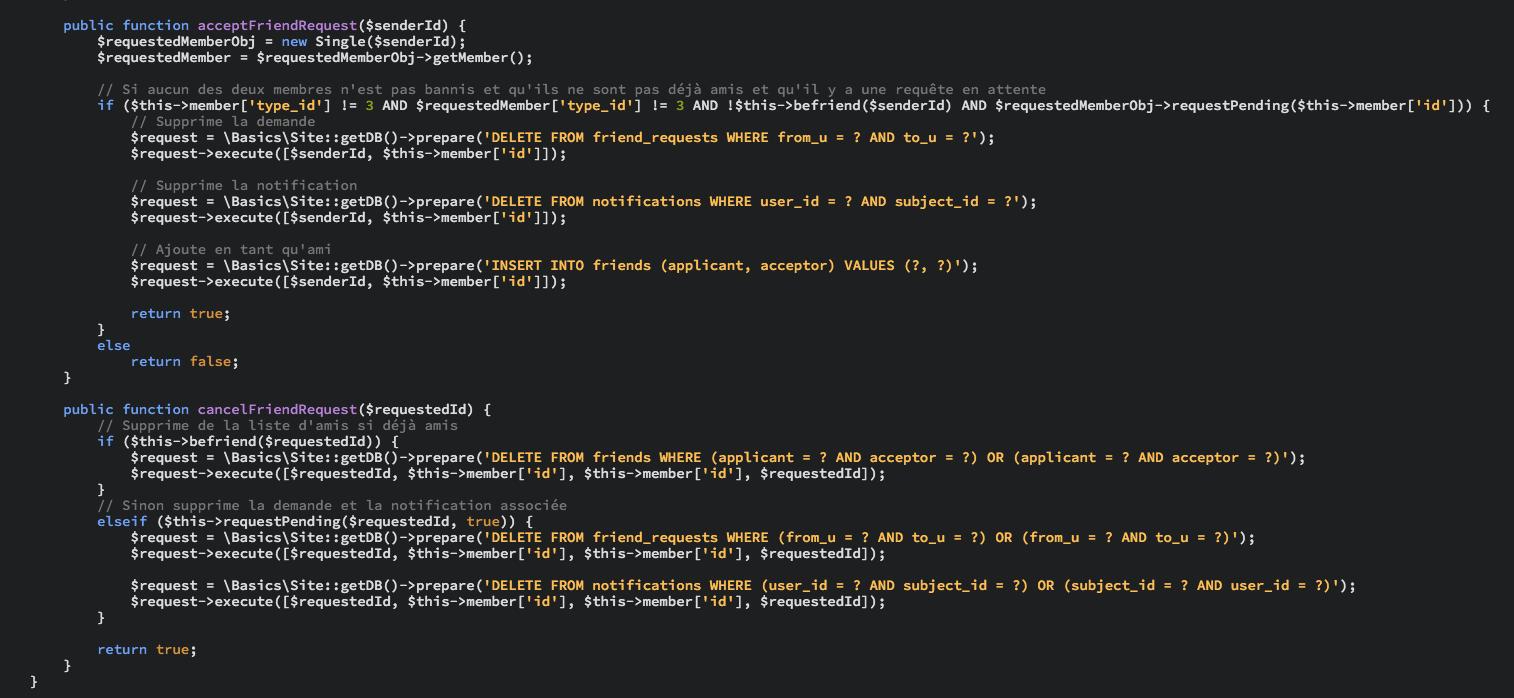 public function acceptFriendRequest($senderId) {
$requestedMemberObj = new Single($senderId);
$requestedMember = $requestedMemberObj->getMember();
// Si aucun des deux membres n'est pas bannis et qu'ils ne sont pas déjà amis et qu'il y a une requête en attente
if ($this->member['type_id'] != 3 AND $requestedMember['type_id'] != 3 AND !$this->befriend($senderId) AND $requestedMemberObj->requestPending($this->member['id'])) {
// Supprime la demande
$request = \Basics\Site::getDB()->prepare('DELETE FROM friend_requests WHERE from_u = ? AND to_u = ?');
$request->execute([$senderId, $this->member['id']]);
// Supprime la notification
$request = \Basics\Site::getDB()->prepare('DELETE FROM notifications WHERE user_id = ? AND subject_id = ?');
$request->execute([$senderId, $this->member['id']]);
// Ajoute en tant qu'ami
$request = \Basics\Site::getDB()->prepare('INSERT INTO friends (applicant, acceptor) VALUES (?, ?)');
$request->execute([$senderId, $this->member['id']]);
return true;
}
else
return false;
}
public function cancelFriendRequest($requestedId) {
// Supprime de la liste d'amis si déjà amis
if ($this->befriend($requestedId)) {
$request = \Basics\Site::getDB()->prepare('DELETE FROM friends WHERE (applicant = ? AND acceptor = ?) OR (applicant = ? AND acceptor = ?)');
$request->execute([$requestedId, $this->member['id'], $this->member['id'], $requestedId]);
}
// Sinon supprime la demande et la notification associée
elseif ($this->requestPending($requestedId, true)) {
$request = \Basics\Site::getDB()->prepare('DELETE FROM friend_requests WHERE (from_u = ? AND to_u = ?) OR (from_u = ? AND to_u = ?)');
$request->execute([$requestedId, $this->member['id'], $this->member['id'], $requestedId]);
$request = \Basics\Site::getDB()->prepare('DELETE FROM notifications WHERE (user_id = ? AND subject_id = ?) OR (subject_id = ? AND user_id = ?)');
$request->execute([$requestedId, $this->member['id'], $this->member['id'], $requestedId]);
}
return true;
}
}